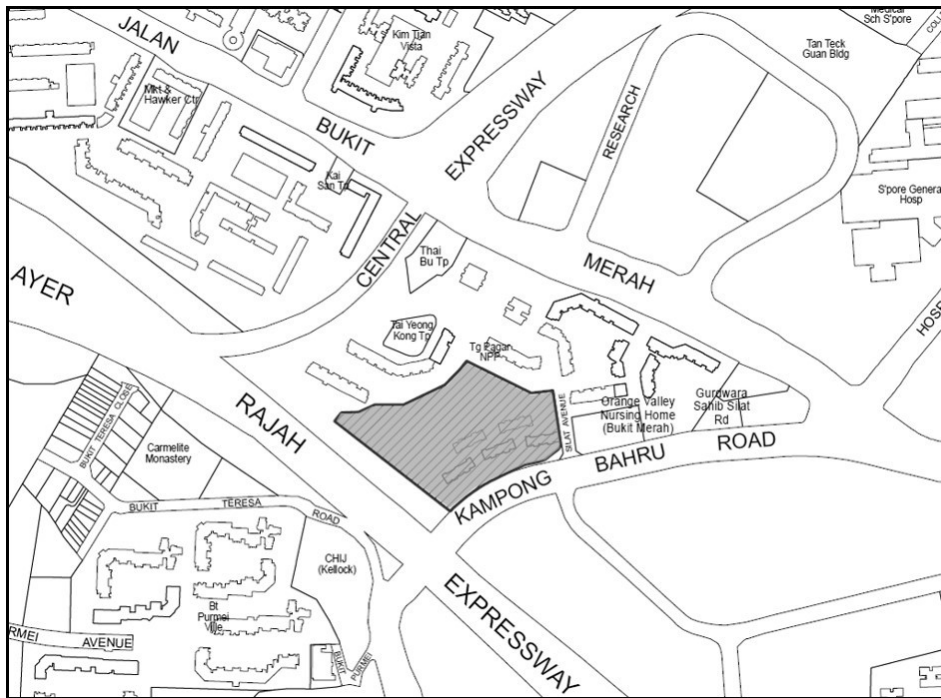 JALAN
Kim Tian
Vista
Medical
Sch S'pore
COL
Tan Teck
Guan Bldg
Mkt &
Hawker Ctr
BUKIT
EXPRESSWAY
RESEARCH
Kai
San Tp
S'pore General
Hosp
CENTRAL
Thai
Bu Tp
MERAH
AYER
HOSP
Tai Yeong
Kong Tp
Tg Pagar
NPP
RAJAH
SILAT AVENUE
Orange Valley
Nursing Home
(Bukit Merah)
Gurdwara
Sahib Silat
Rd
BUKIT TERESA CLOSE
Carmelite
Monastery
KAMPONG
BAHRU
ROAD
BUKIT
TERESA
ROAD
CHIJ
(Kellock)
EXPRESSWAY
Bt
Purmei
Ville
RMEI
AVENUE
BUKIT
PURMEI